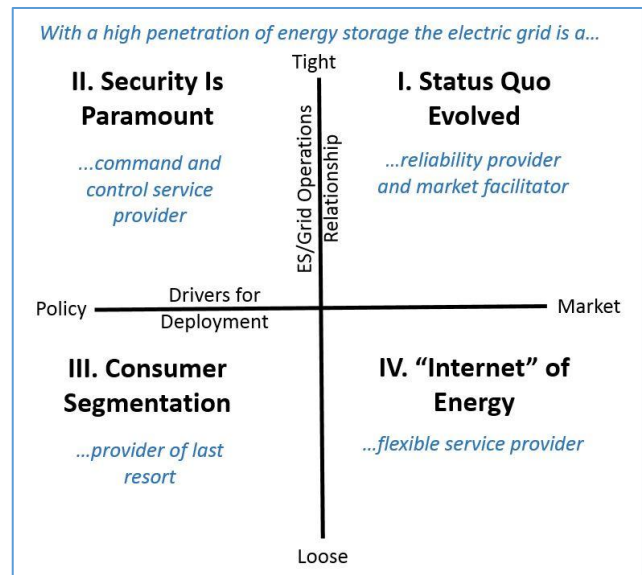 With a high penetration of energy storage the electric grid is a…
Tight
II. Security Is
Paramount
...command and
control service
provider
I. Status Quo
Evolved
…reliability provider
and market facilitator
ES/Grid Operations
Relationship
Policy
Drivers for
Deployment
Market
III. Consumer
Segmentation
…provider of last
resort
IV. “Internet” of
Energy
…flexible service provider
Loose